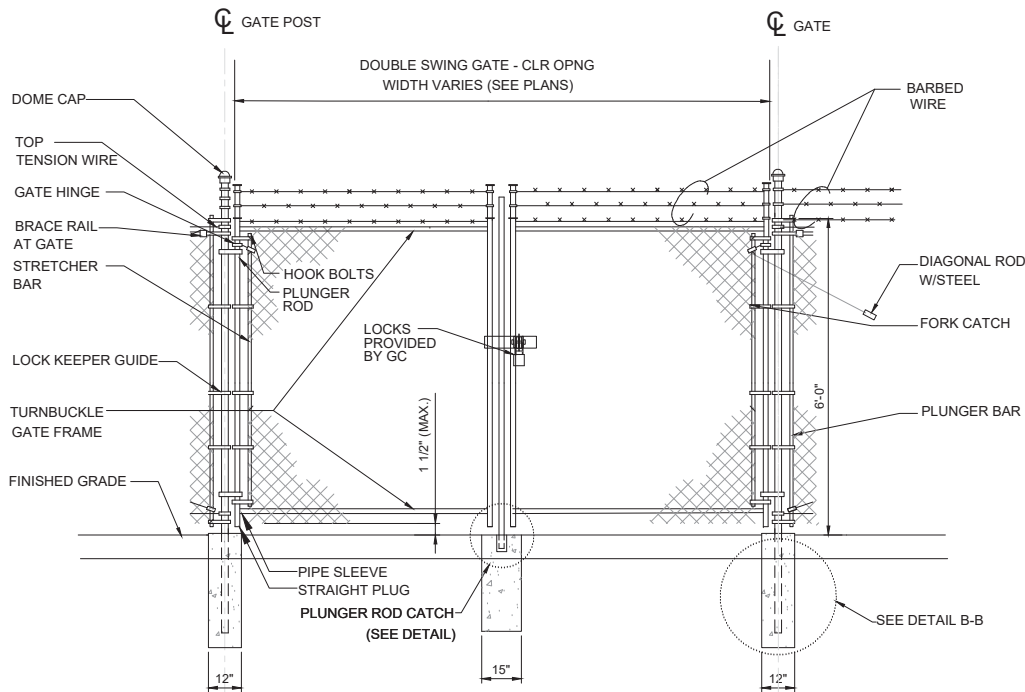 ℄ GATE POST
℄ GATE
DOUBLE SWING GATE - CLR OPNG
WIDTH VARIES (SEE PLANS)
DOME CAP
BARBED
WIRE
TOP
TENSION WIRE
GATE HINGE
BRACE RAIL
AT GATE
STRETCHER
BAR
HOOK BOLTS
PLUNGER
ROD
DIAGONAL ROD
W/STEEL
LOCKS
PROVIDED
BY GC
FORK CATCH
LOCK KEEPER GUIDE
6'-0"
TURNBUCKLE
GATE FRAME
1 1/2" (MAX.)
PLUNGER BAR
FINISHED GRADE
PIPE SLEEVE
STRAIGHT PLUG
PLUNGER ROD CATCH
(SEE DETAIL)
SEE DETAIL B-B
12"
15"
12"